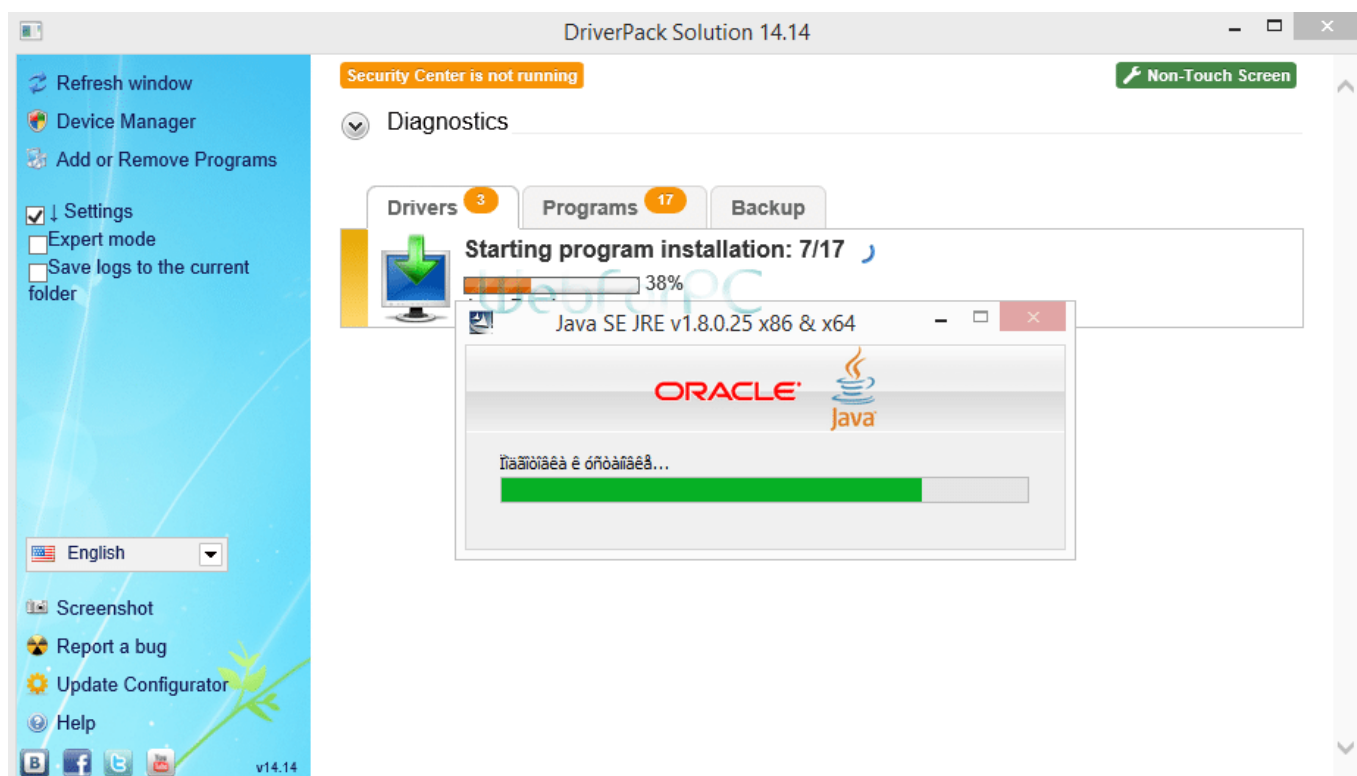 DriverPack Solution 14.14
Refresh window
Device Manager
Add or Remove Programs
↓ Settings
Expert mode
Save logs to the current
folder
English
Screenshot
Report a bug
Update Configurator
Help
v14.14
Security Center is not running
Non-Touch Screen
Diagnostics
Drivers 3
Programs 17
Backup
Starting program installation: 7/17
38%
WebForPC
Java SE JRE v1.8.0.25 x86 & x64
ORACLE
Java